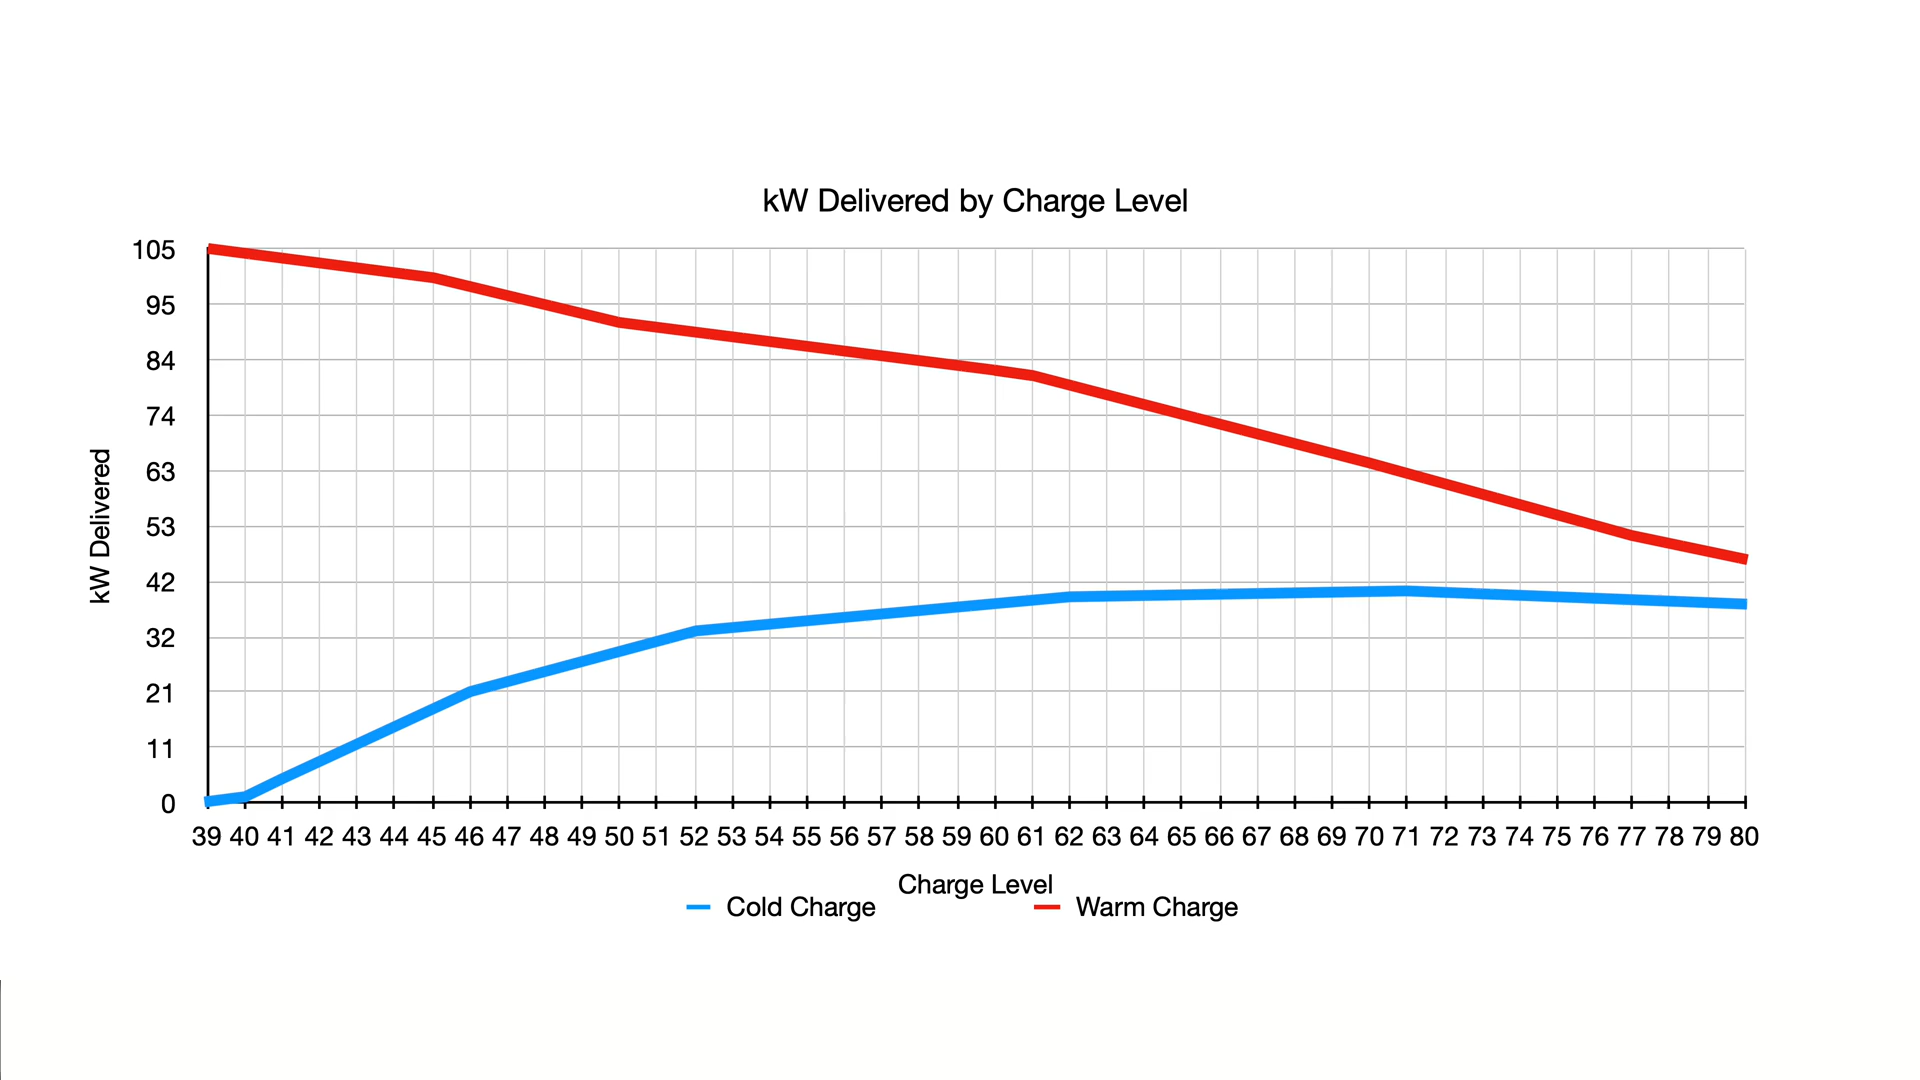 kW Delivered by Charge Level
105
95
84
74
63
53
42
32
21
11
0
kW Delivered
39 40 41 42 43 44 45 46 47 48 49 50 51 52 53 54 55 56 57 58 59 60 61 62 63 64 65 66 67 68 69 70 71 72 73 74 75 76 77 78 79 80
Charge Level
Cold Charge Warm Charge